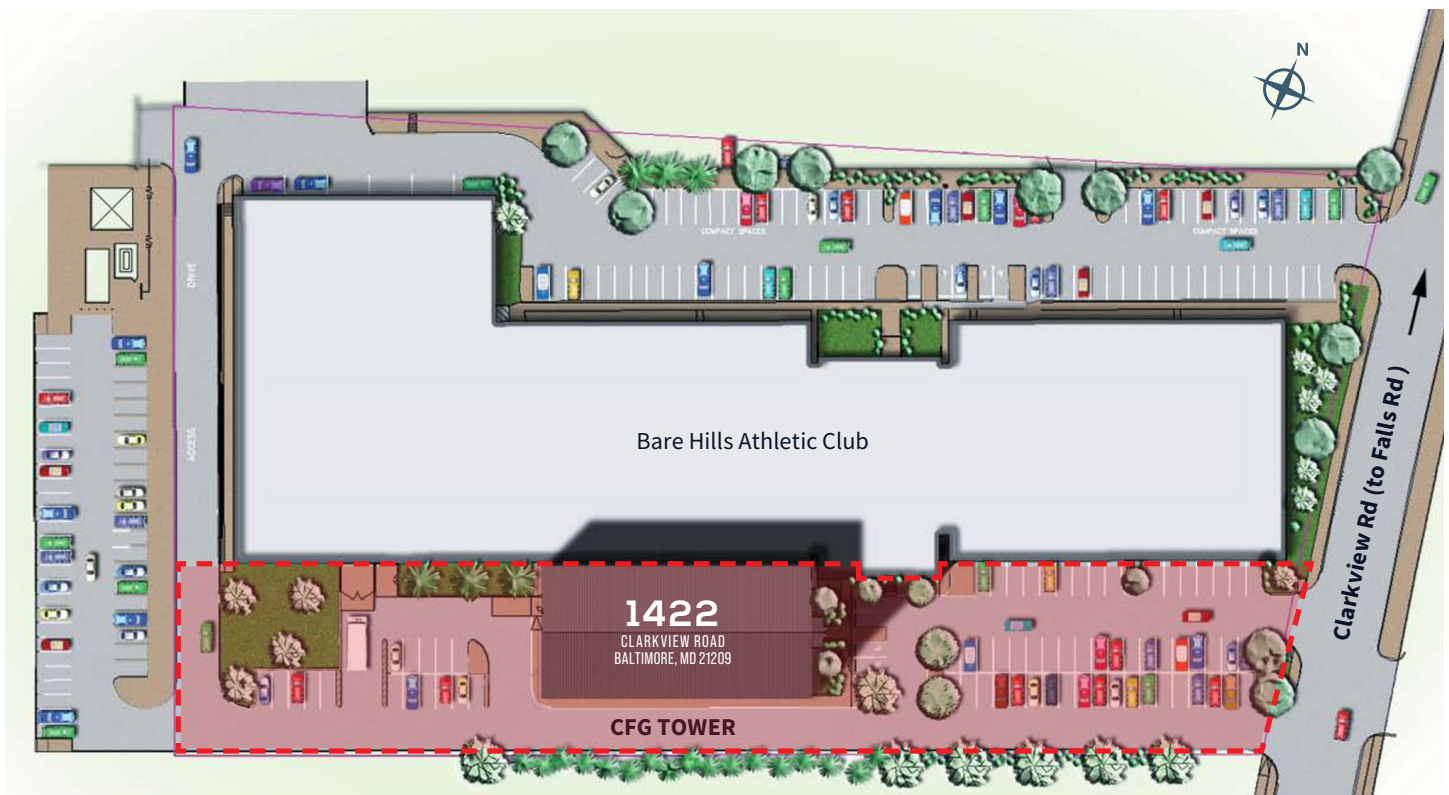 N
COMPACT SPACES
COMPACT SPACES
DRIVE
ACCESS
Bare Hills Athletic Club
Clarkview Rd (to Falls Rd )
1422
CLARKVIEW ROAD
BALTIMORE, MD 21209
CFG TOWER